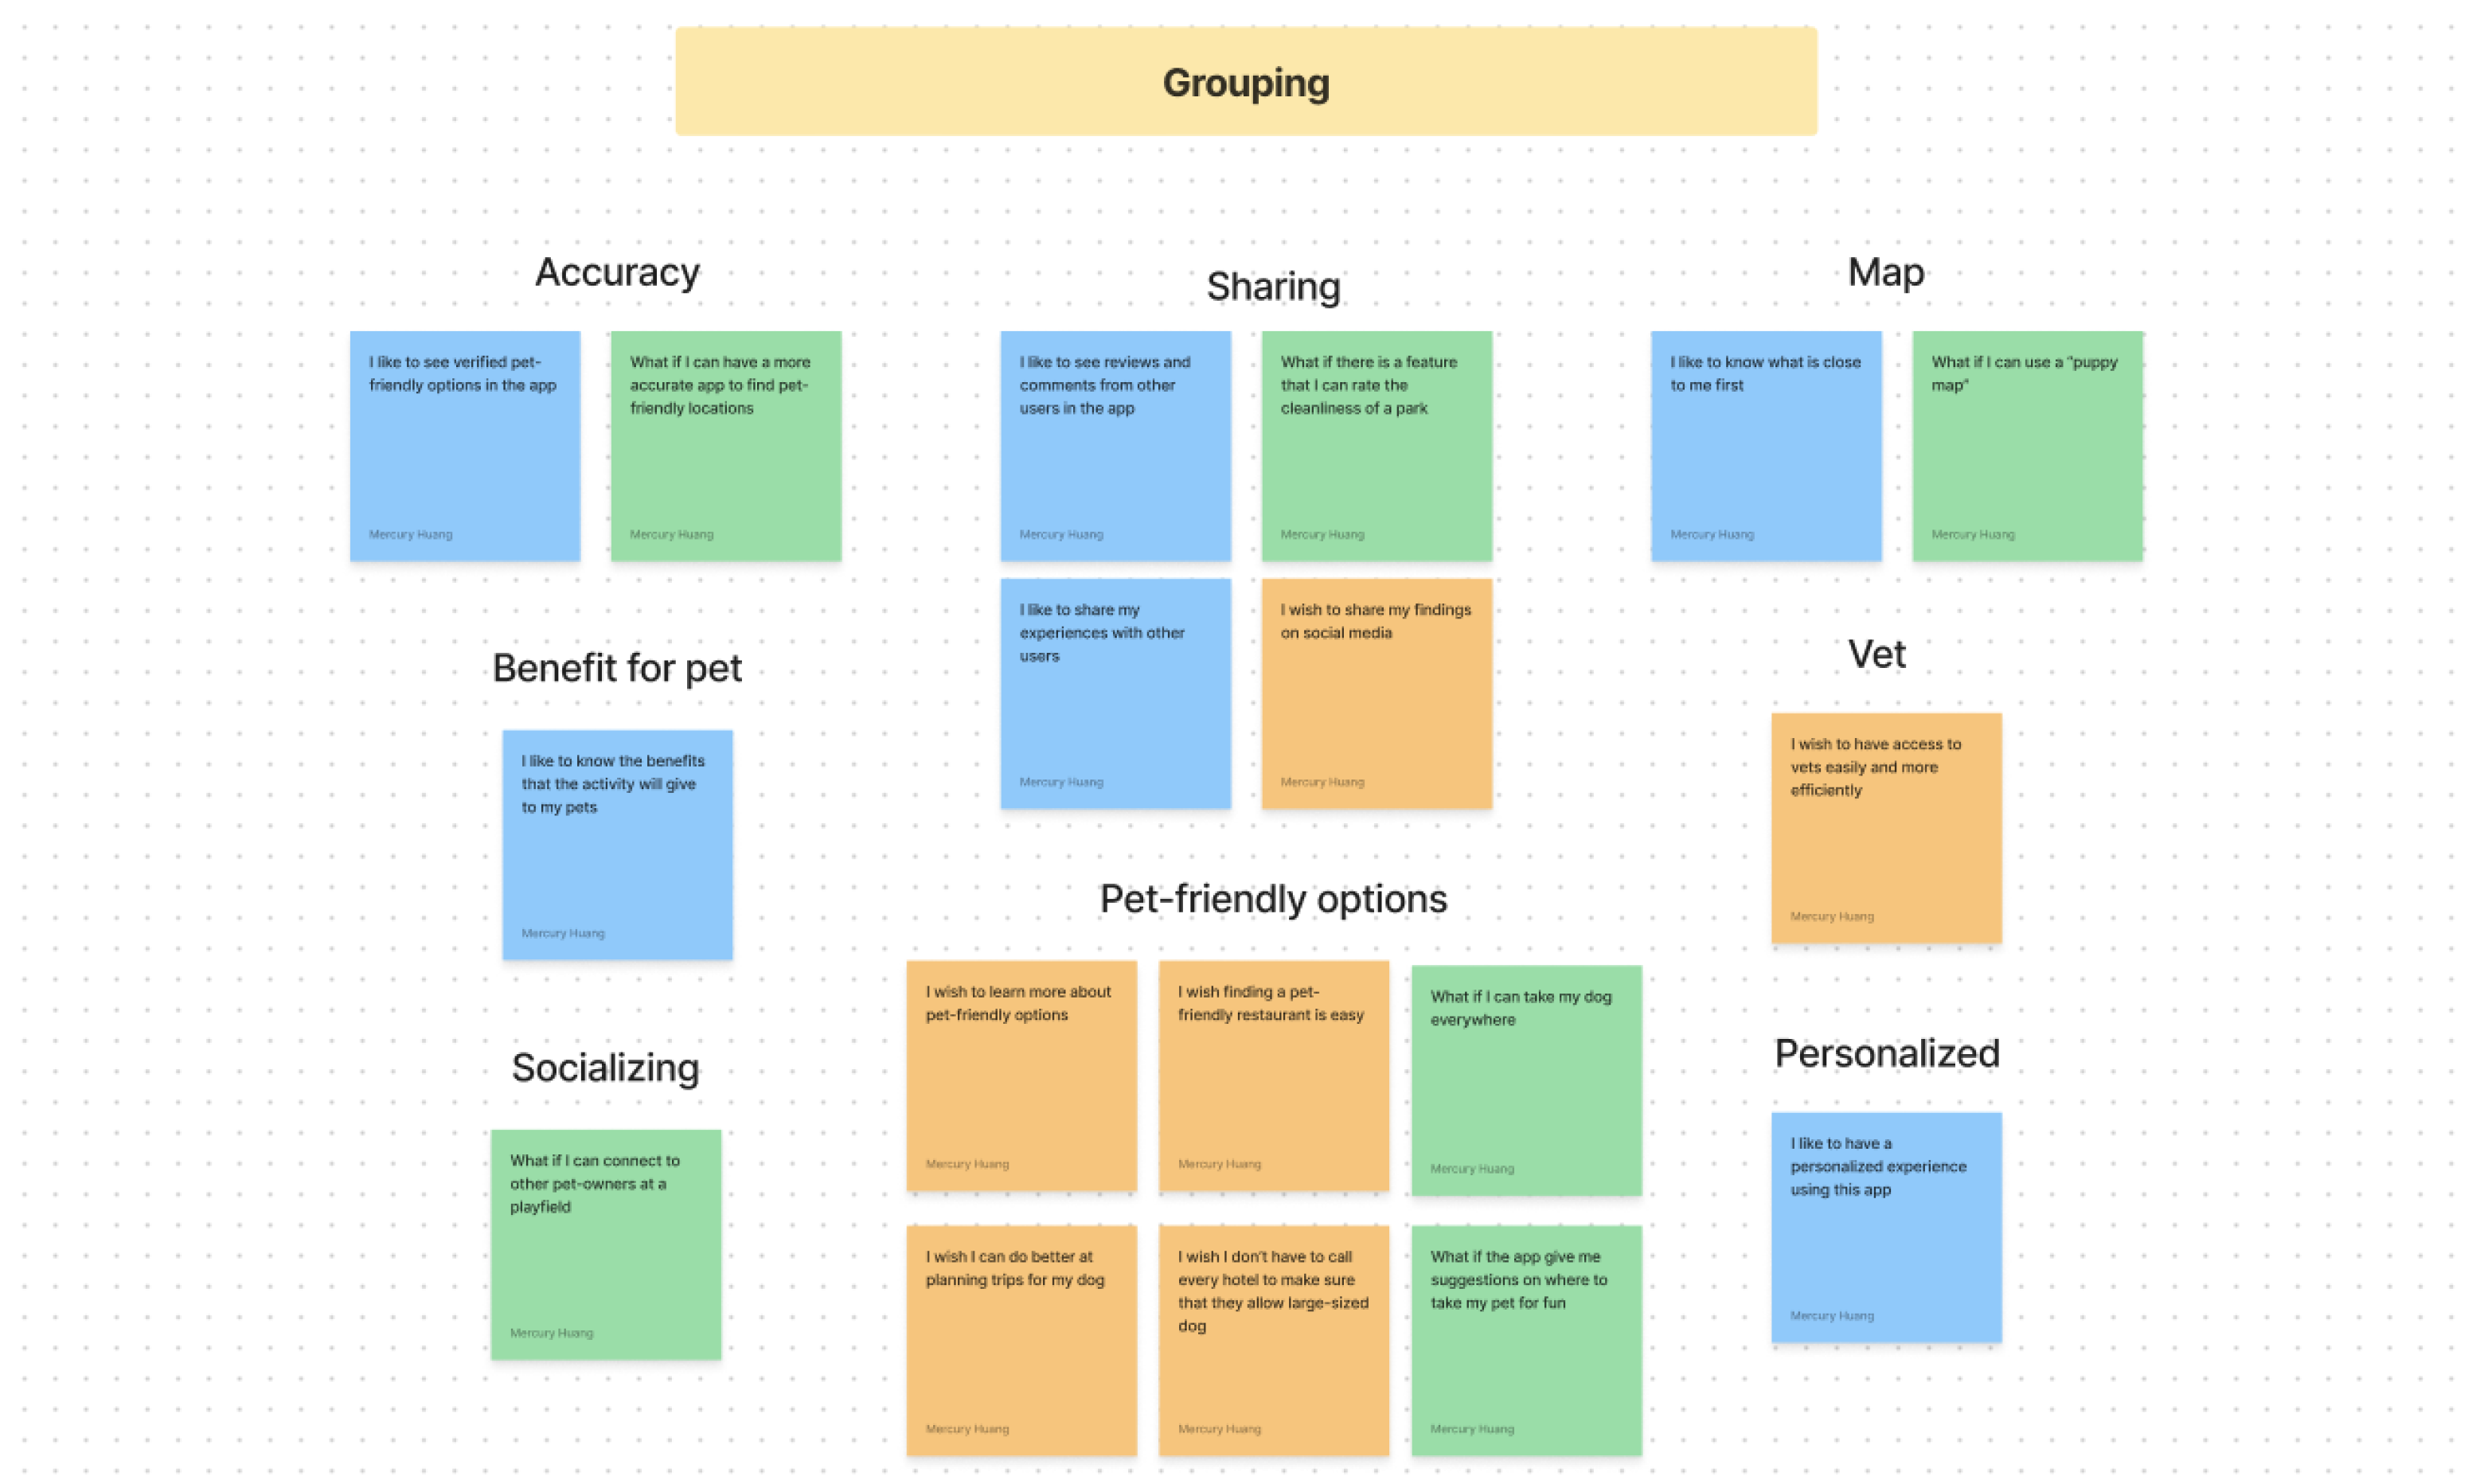 Grouping
Accuracy
I like to see verified pet-
friendly options in the app
Mercury Huang
What if I can have a more
accurate app to find pet-
friendly locations
Mercury Huang
Sharing
I like to see reviews and
comments from other
users in the app
Mercury Huang
What if there is a feature
that I can rate the
cleanliness of a park
Mercury Huang
I like to share my
experiences with other
users
Mercury Huang
I wish to share my findings
on social media
Mercury Huang
Map
I like to know what is close
to me first
Mercury Huang
What if I can use a "puppy
map"
Mercury Huang
Benefit for pet
I like to know the benefits
that the activity will give
to my pets
Mercury Huang
Vet
I wish to have access to
vets easily and more
efficiently
Mercury Huang
Pet-friendly options
I wish to learn more about
pet-friendly options
Mercury Huang
I wish finding a pet-
friendly restaurant is easy
Mercury Huang
What if I can take my dog
everywhere
Mercury Huang
I wish I can do better at
planning trips for my dog
Mercury Huang
I wish I don't have to call
every hotel to make sure
that they allow large-sized
dog
Mercury Huang
What if the app give me
suggestions on where to
take my pet for fun
Mercury Huang
Socializing
What if I can connect to
other pet-owners at a
playfield
Mercury Huang
Personalized
I like to have a
personalized experience
using this app
Mercury Huang